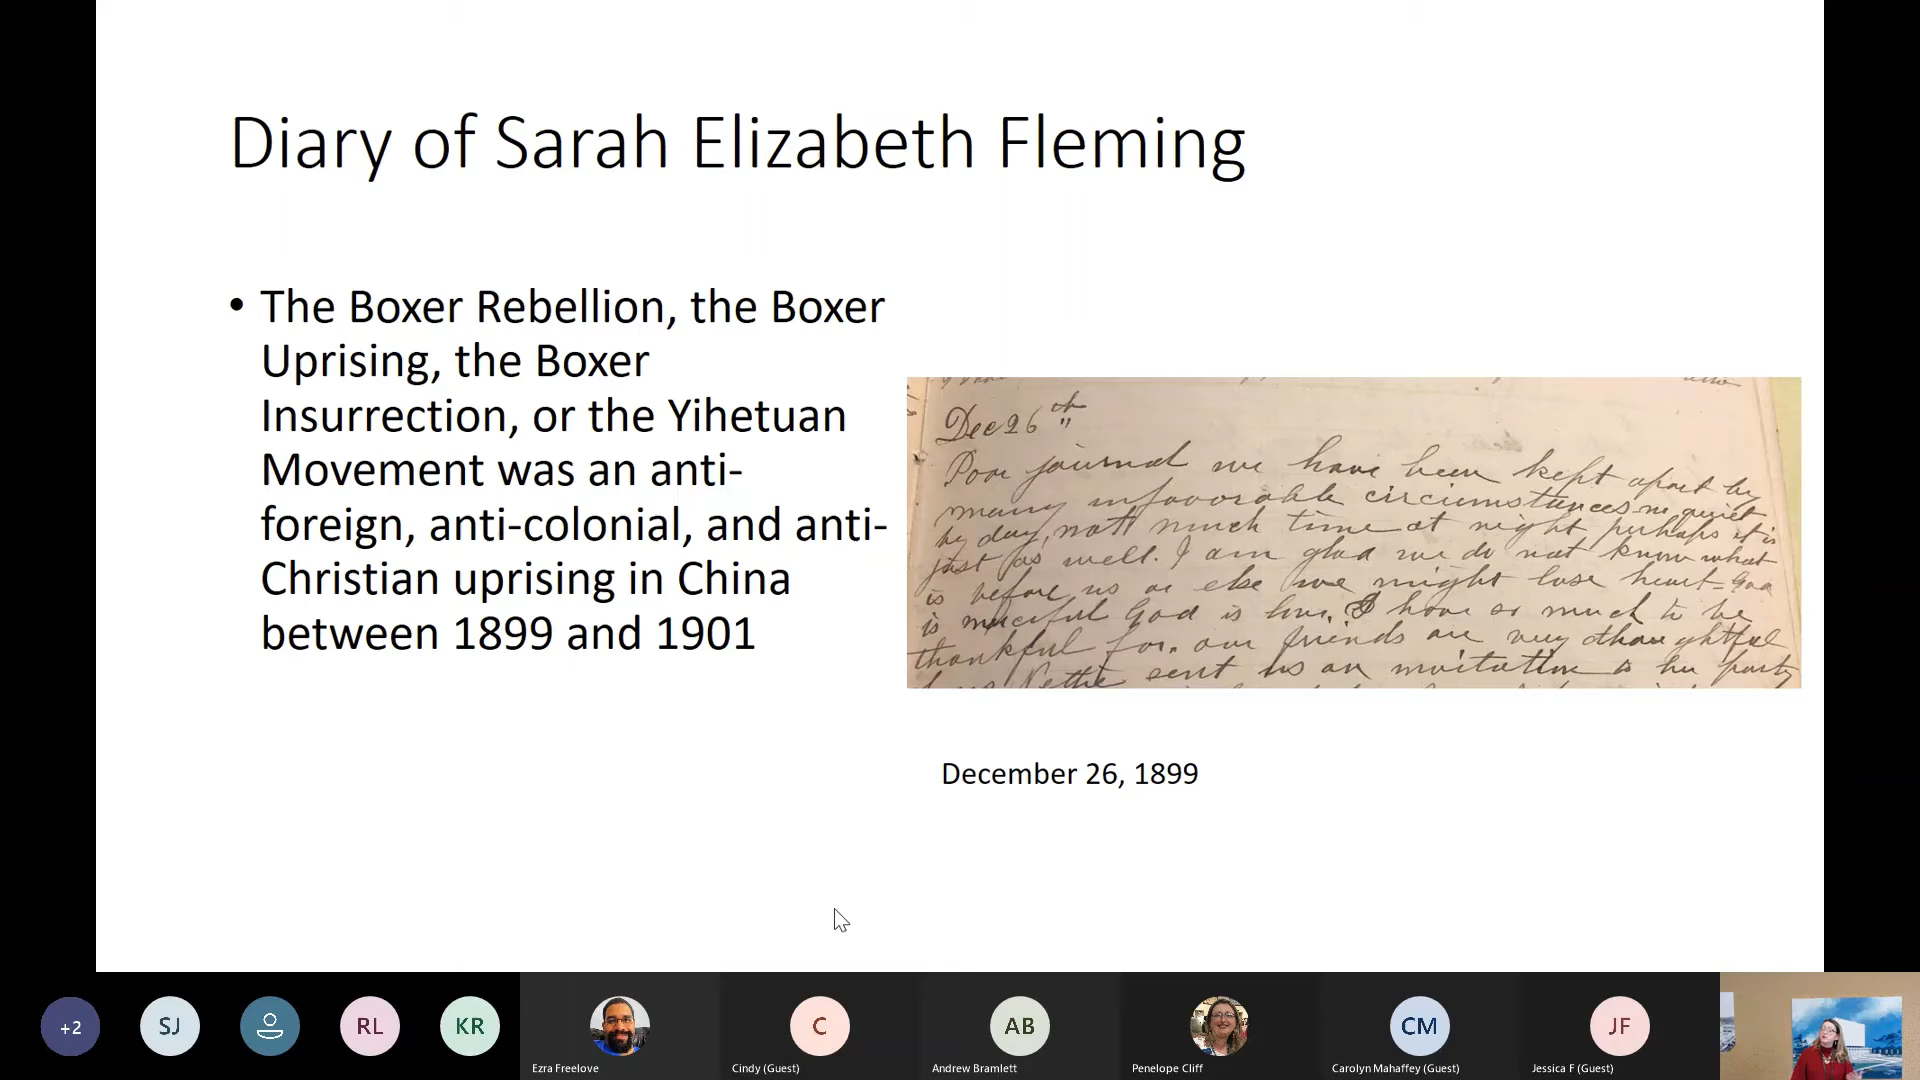 Diary of Sarah Elizabeth Fleming
• The Boxer Rebellion, the Boxer
Uprising, the Boxer
Insurrection, or the Yihetuan
Movement was an anti-
foreign, anti-colonial, and anti-
Christian uprising in China
between 1899 and 1901
Dec 26th
Poor journal we have been kept apart by
many unfavorable circumstances no quiet
by day, nott much time at night perhaps it is
just as well. I am glad we do not know what
is before us or else we might lose heart - God
is merciful God is love. I have so much to be
thankful for. our friends are very thoughtful
Nettie sent us an invitation to her party
December 26, 1899
+2
SJ
RL
KR
C
AB
CM
JF
Ezra Freelove
Cindy (Guest)
Andrew Bramlett
Penelope Cliff
Carolyn Mahaffey (Guest)
Jessica F (Guest)